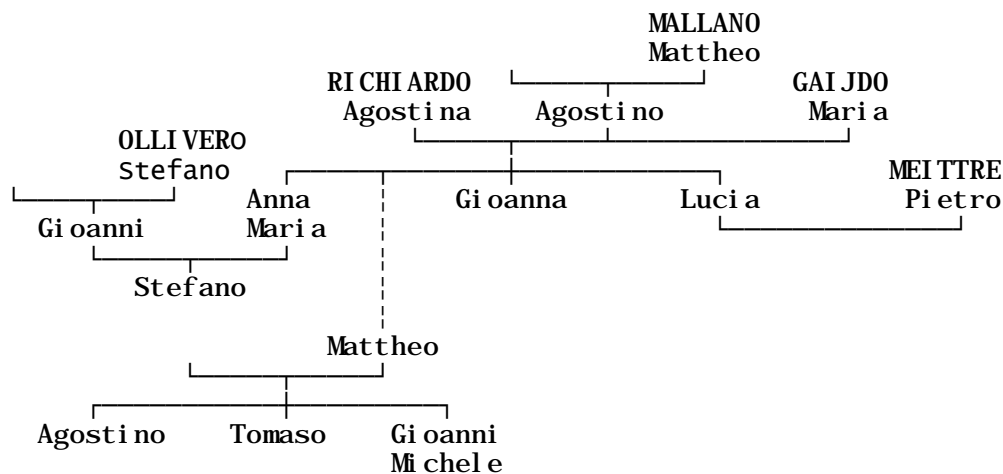 MALLANO
Mattheo
RICHIARDO GAIJDO
Agostina Agostino Maria
OLLIVERO
Stefano MEITTRE
Anna Gioanna Lucia Pietro
Gioanni Maria
Stefano
Mattheo
Agostino Tomaso Gioanni
Michele